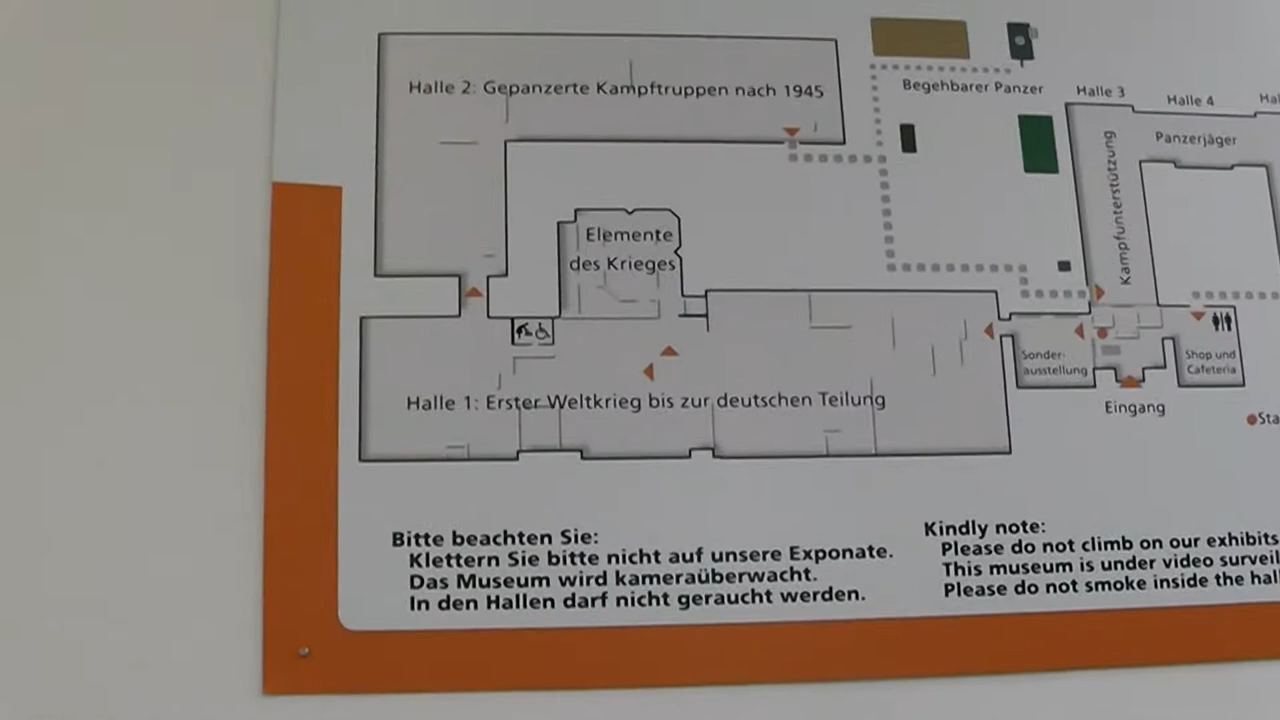 Halle 2: Gepanzerte Kampftruppen nach 1945
Begehbarer Panzer
Halle 3
Halle 4
Panzerjäger
Kampfunterstützung
Elemente
des Krieges
Sonder-
ausstellung
Shop und
Cafeteria
Halle 1: Erster Weltkrieg bis zur deutschen Teilung
Eingang
Bitte beachten Sie:
Klettern Sie bitte nicht auf unsere Exponate.
Das Museum wird kameraüberwacht.
In den Hallen darf nicht geraucht werden.
Kindly note:
Please do not climb on our exhibits
This museum is under video
Please do not smoke inside the